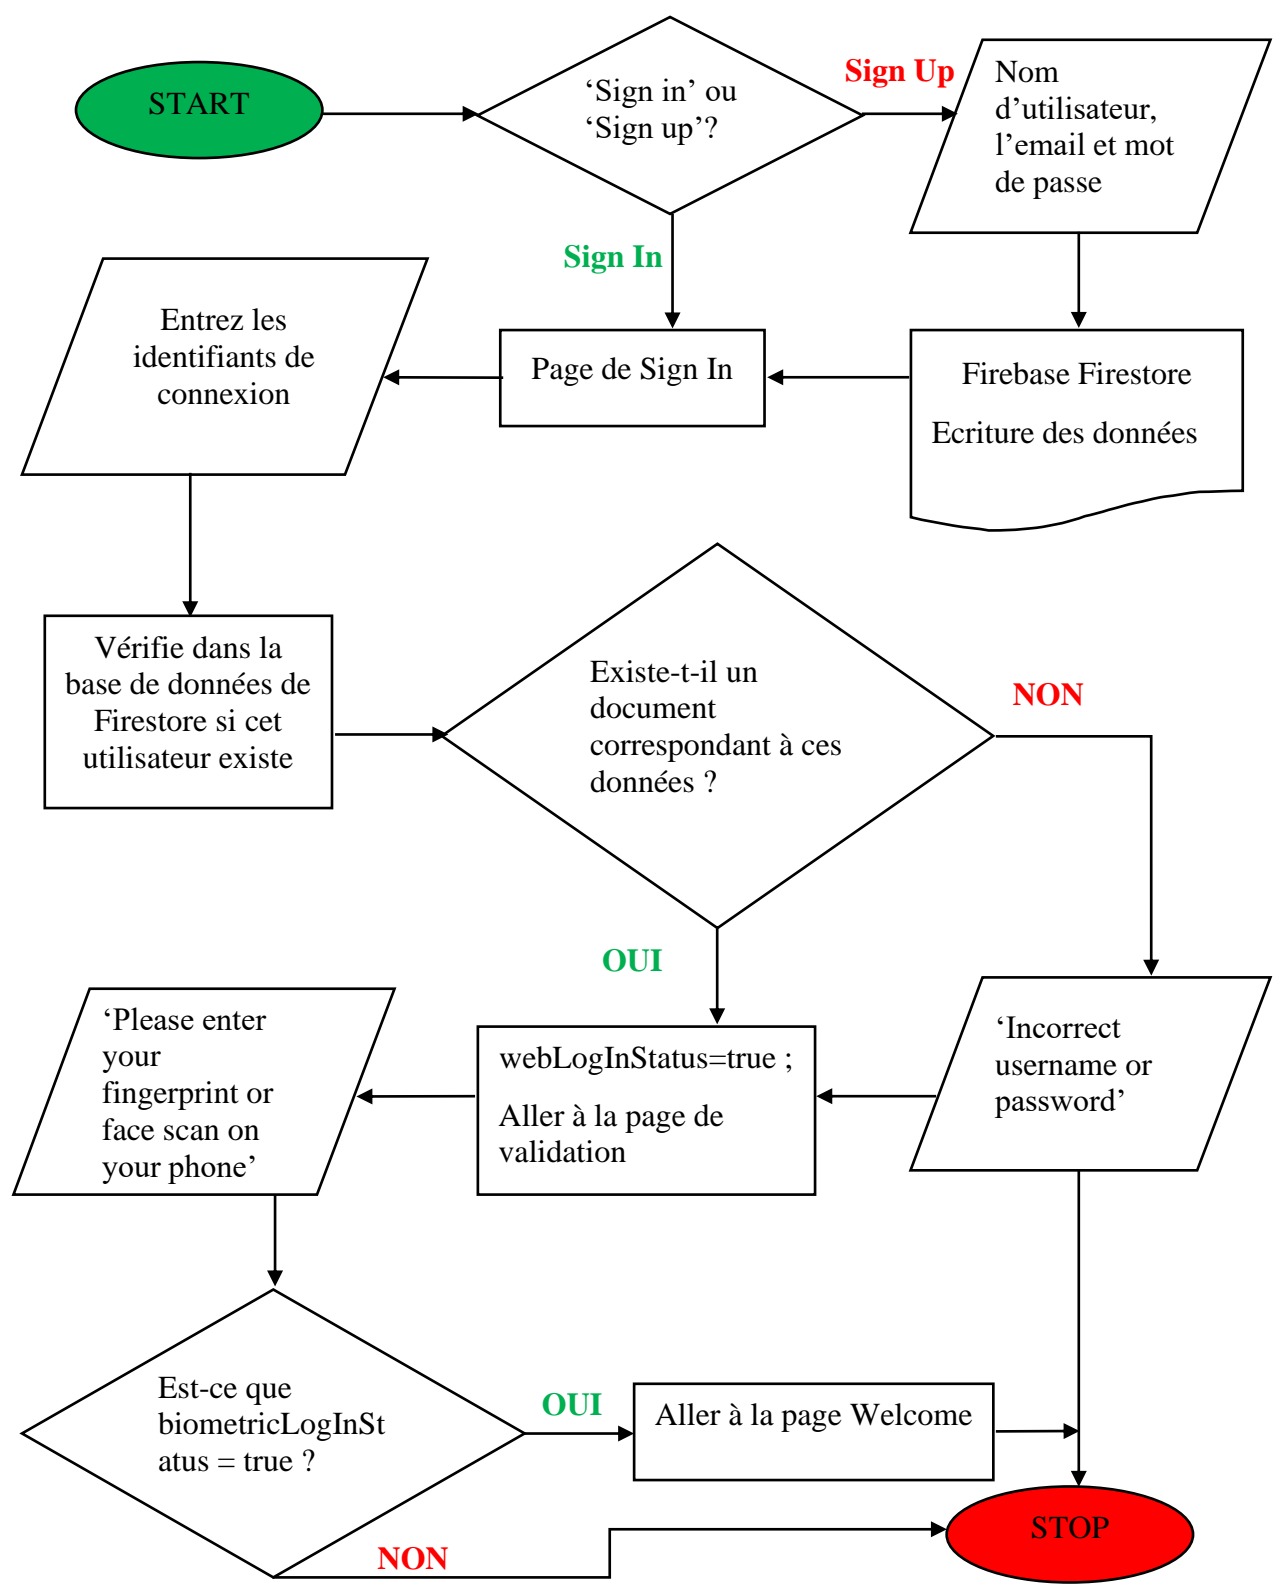 START
‘Sign in’ ou
‘Sign up’?
Sign Up
Nom
d’utilisateur,
l’email et mot
de passe
Sign In
Entrez les
identifiants de
connexion
Page de Sign In
Firebase Firestore
Ecriture des données
Vérifie dans la
base de données de
Firestore si cet
utilisateur existe
Existe-t-il un
document
correspondant à ces
données ?
NON
OUI
‘Please enter
your
fingerprint or
face scan on
your phone’
webLogInStatus=true ;
Aller à la page de
validation
‘Incorrect
username or
password’
Est-ce que
biometricLogInSt
atus = true ?
OUI
Aller à la page Welcome
NON
STOP